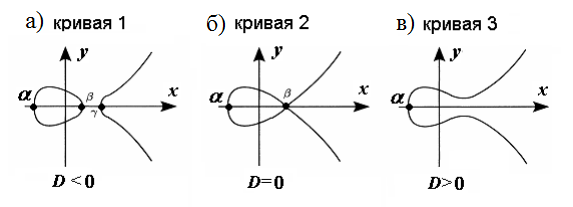 а) кривая 1
y
α β γ x
D < 0
б) кривая 2
y
α β x
D=0
в) кривая 3
y
α x
D>0